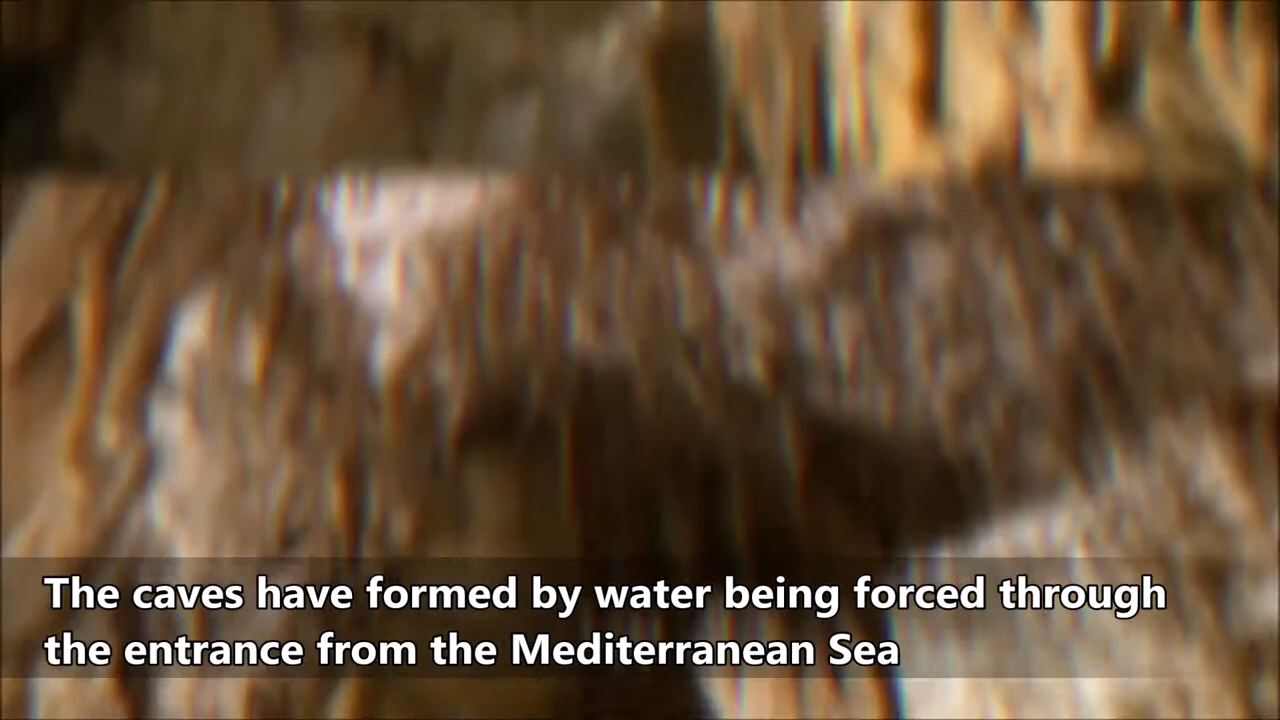 The caves have formed by water being forced through
the entrance from the Mediterranean Sea